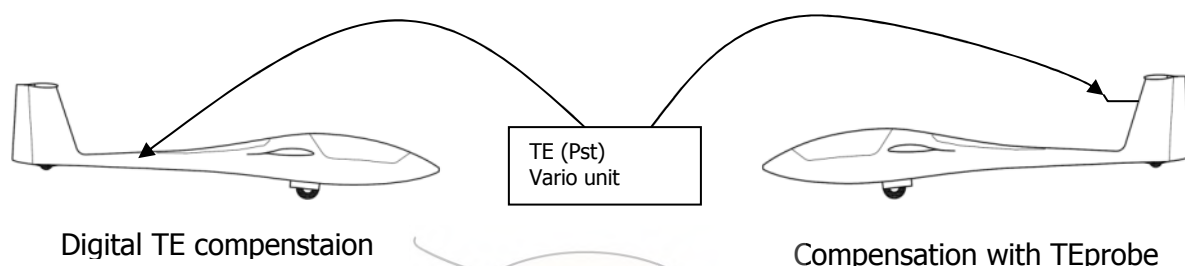 TE (Pst)
Vario unit
Digital TE compenstaion
Compensation with TEprobe